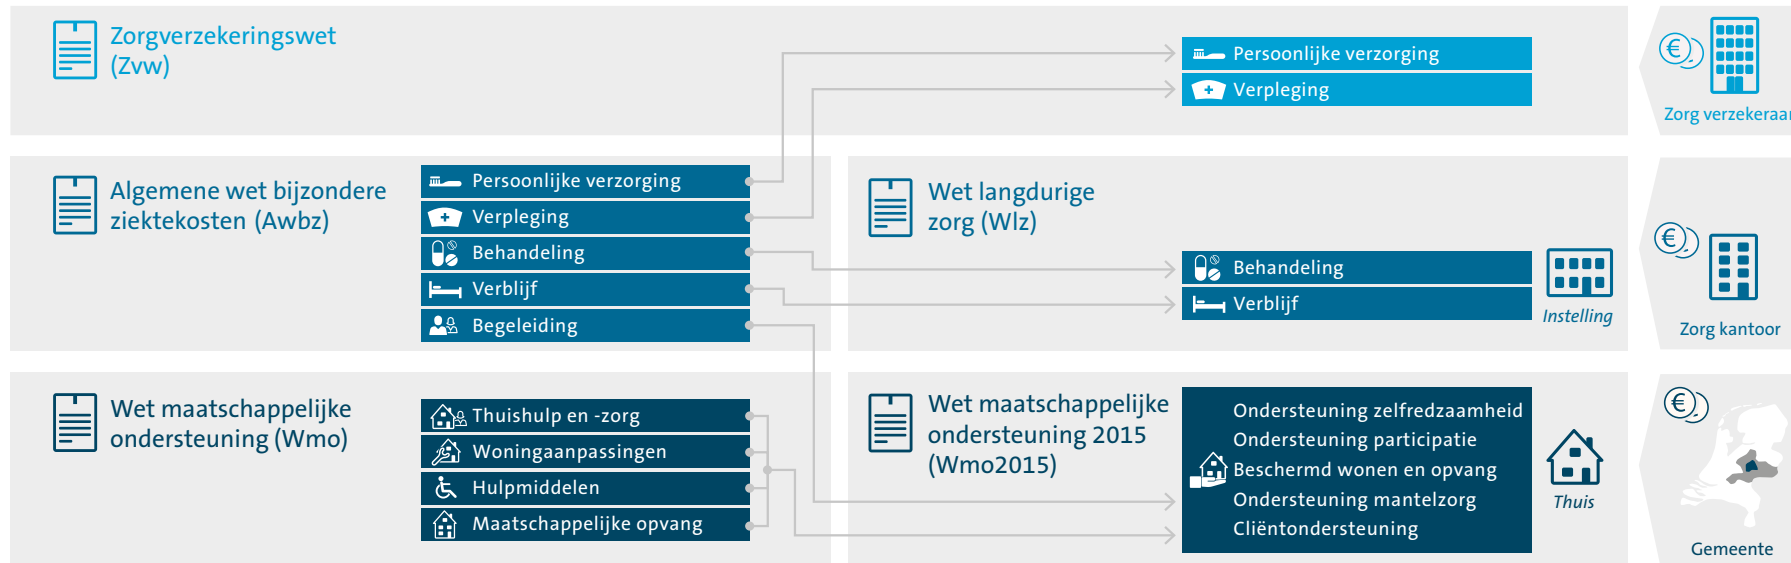 Zorgverzekeringswet
(Zvw)
Persoonlijke verzorging
Verpleging
Zorg verzekeraar
Algemene wet bijzondere
ziektekosten (Awbz)
Persoonlijke verzorging
Verpleging
Behandeling
Verblijf
Begeleiding
Wet langdurige
zorg (Wlz)
Behandeling
Verblijf
Instelling
Zorg kantoor
Wet maatschappelijke
ondersteuning (Wmo)
Thuishulp en -zorg
Woningaanpassingen
Hulpmiddelen
Maatschappelijke opvang
Wet maatschappelijke
ondersteuning 2015
(Wmo2015)
Ondersteuning zelfredzaamheid
Ondersteuning participatie
Beschermd wonen en opvang
Ondersteuning mantelzorg
Cliëntondersteuning
Thuis
Gemeente